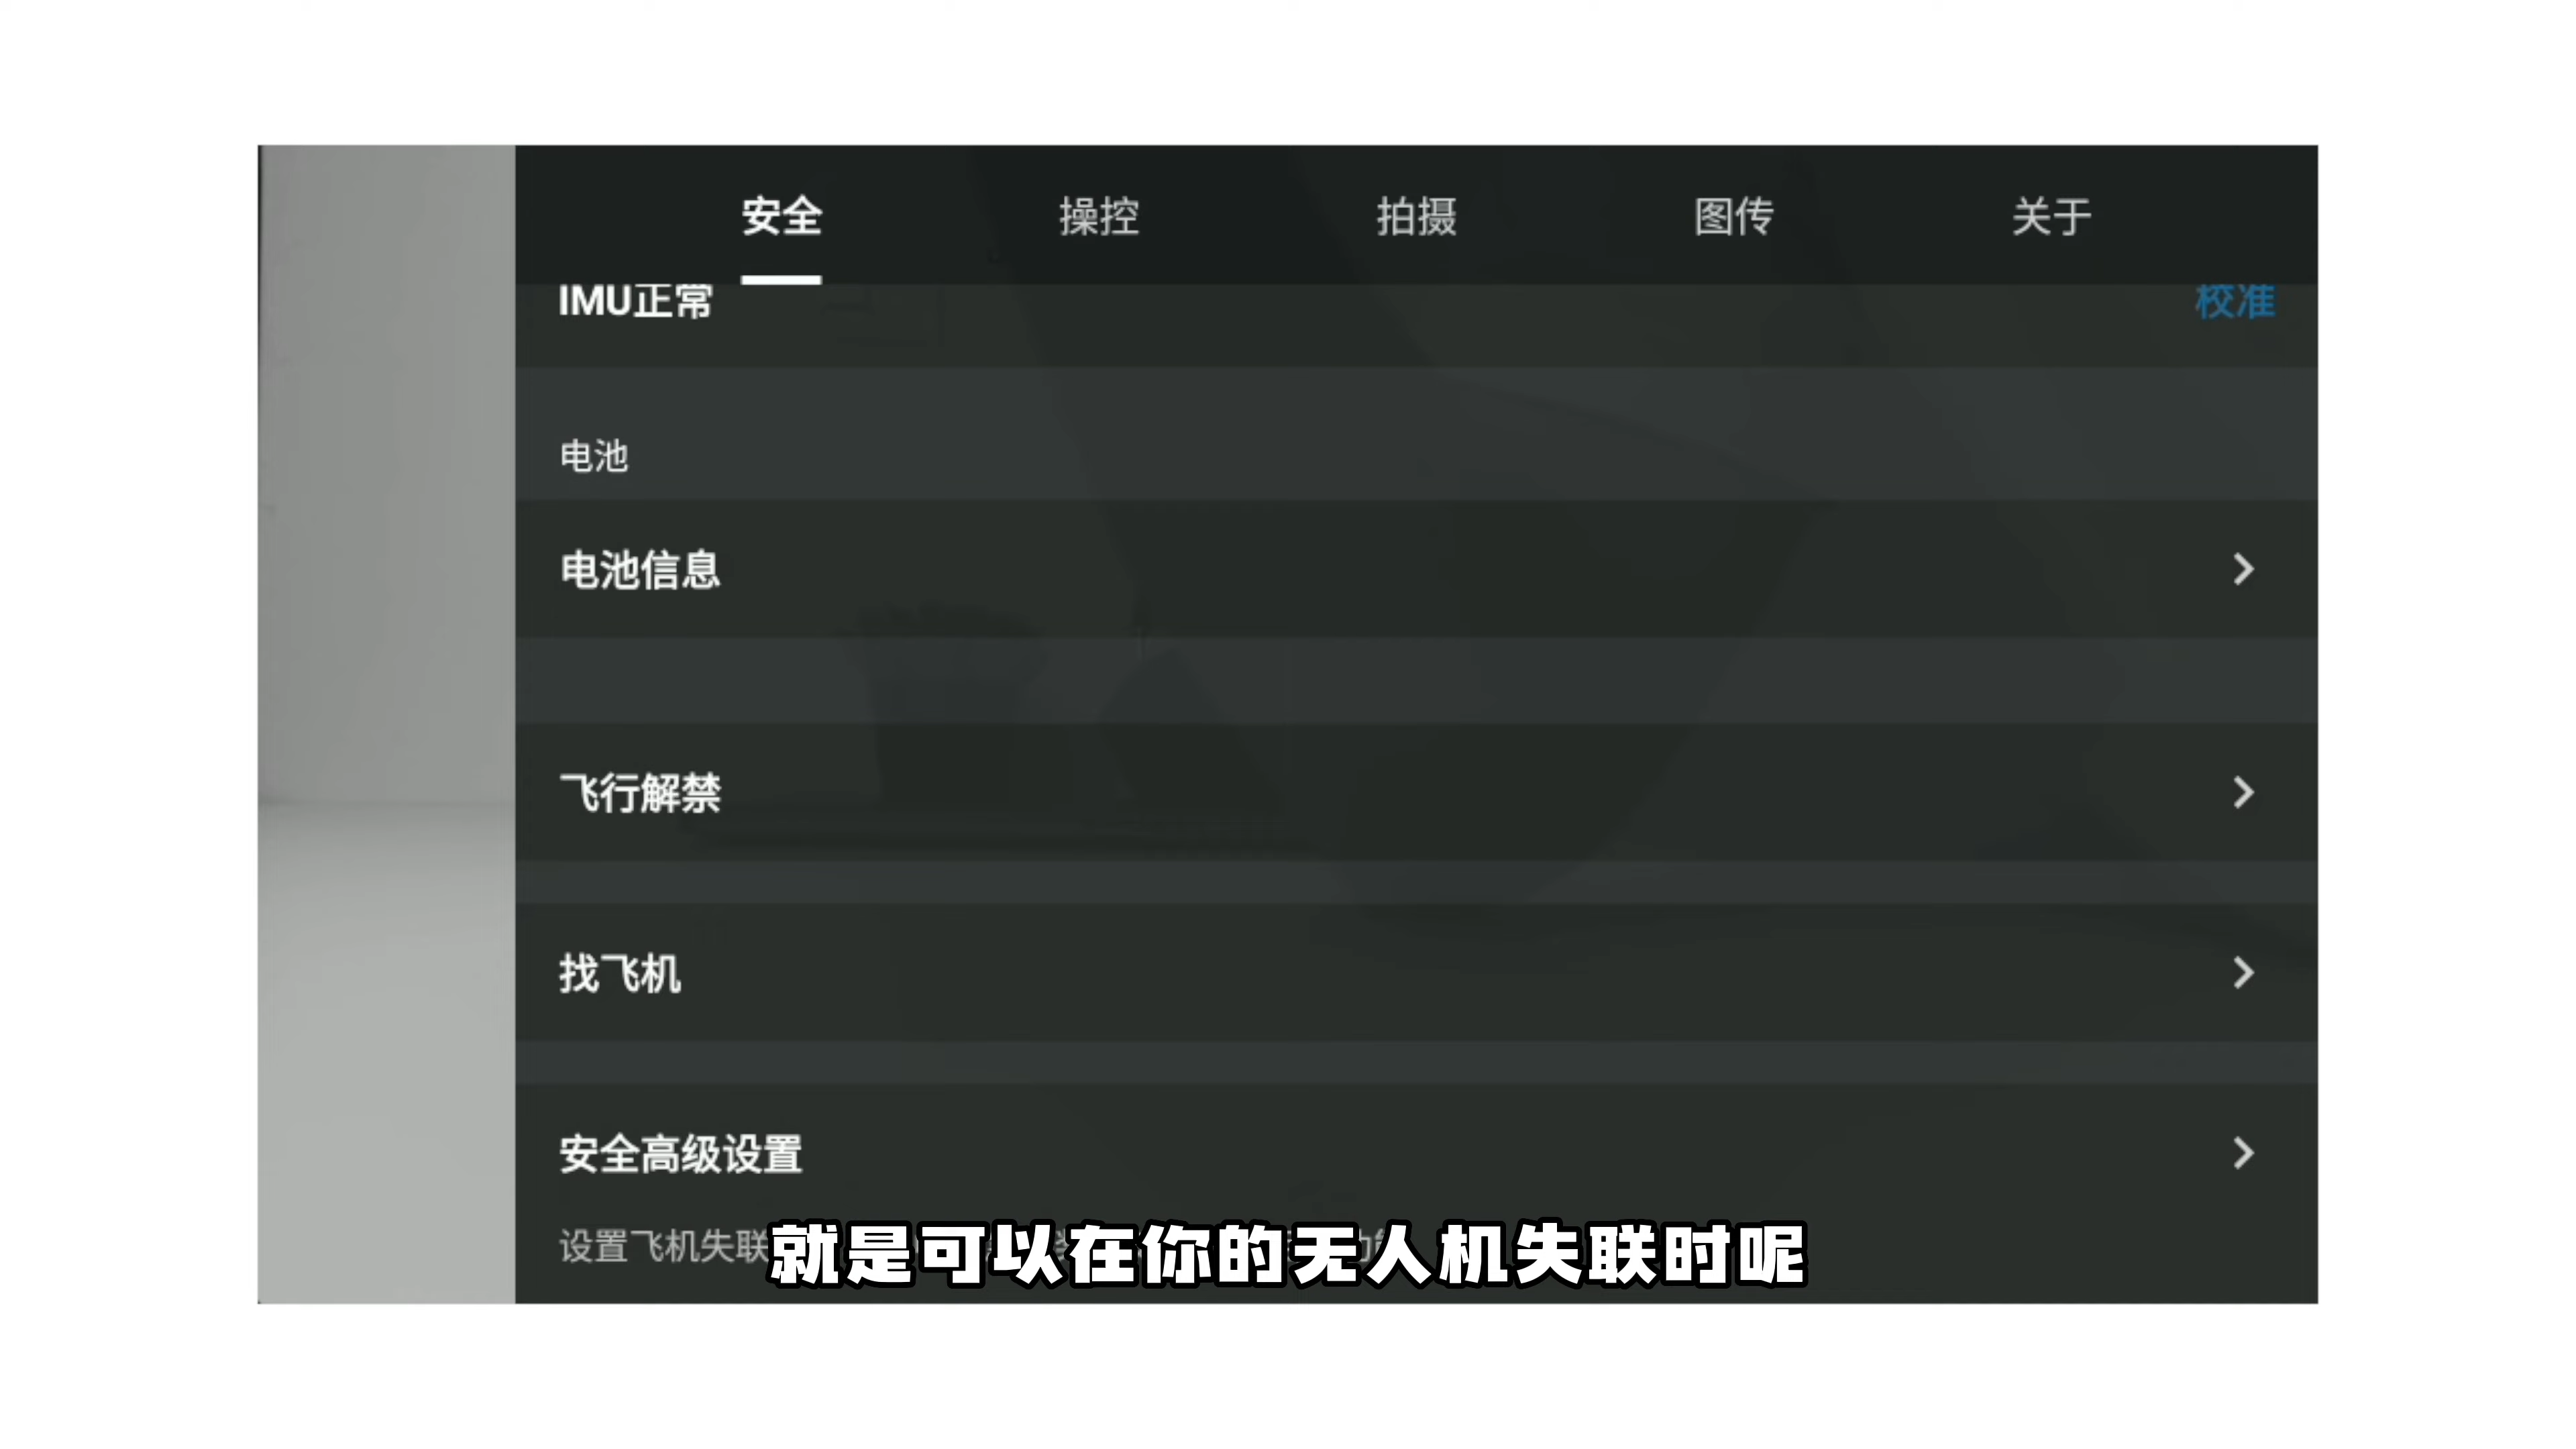 安全 操控 拍摄 图传 关于
IMU正常 校准
电池
电池信息
飞行解禁
找飞机
安全高级设置
设置飞机失联
就是可以在你的无人机失联时呢